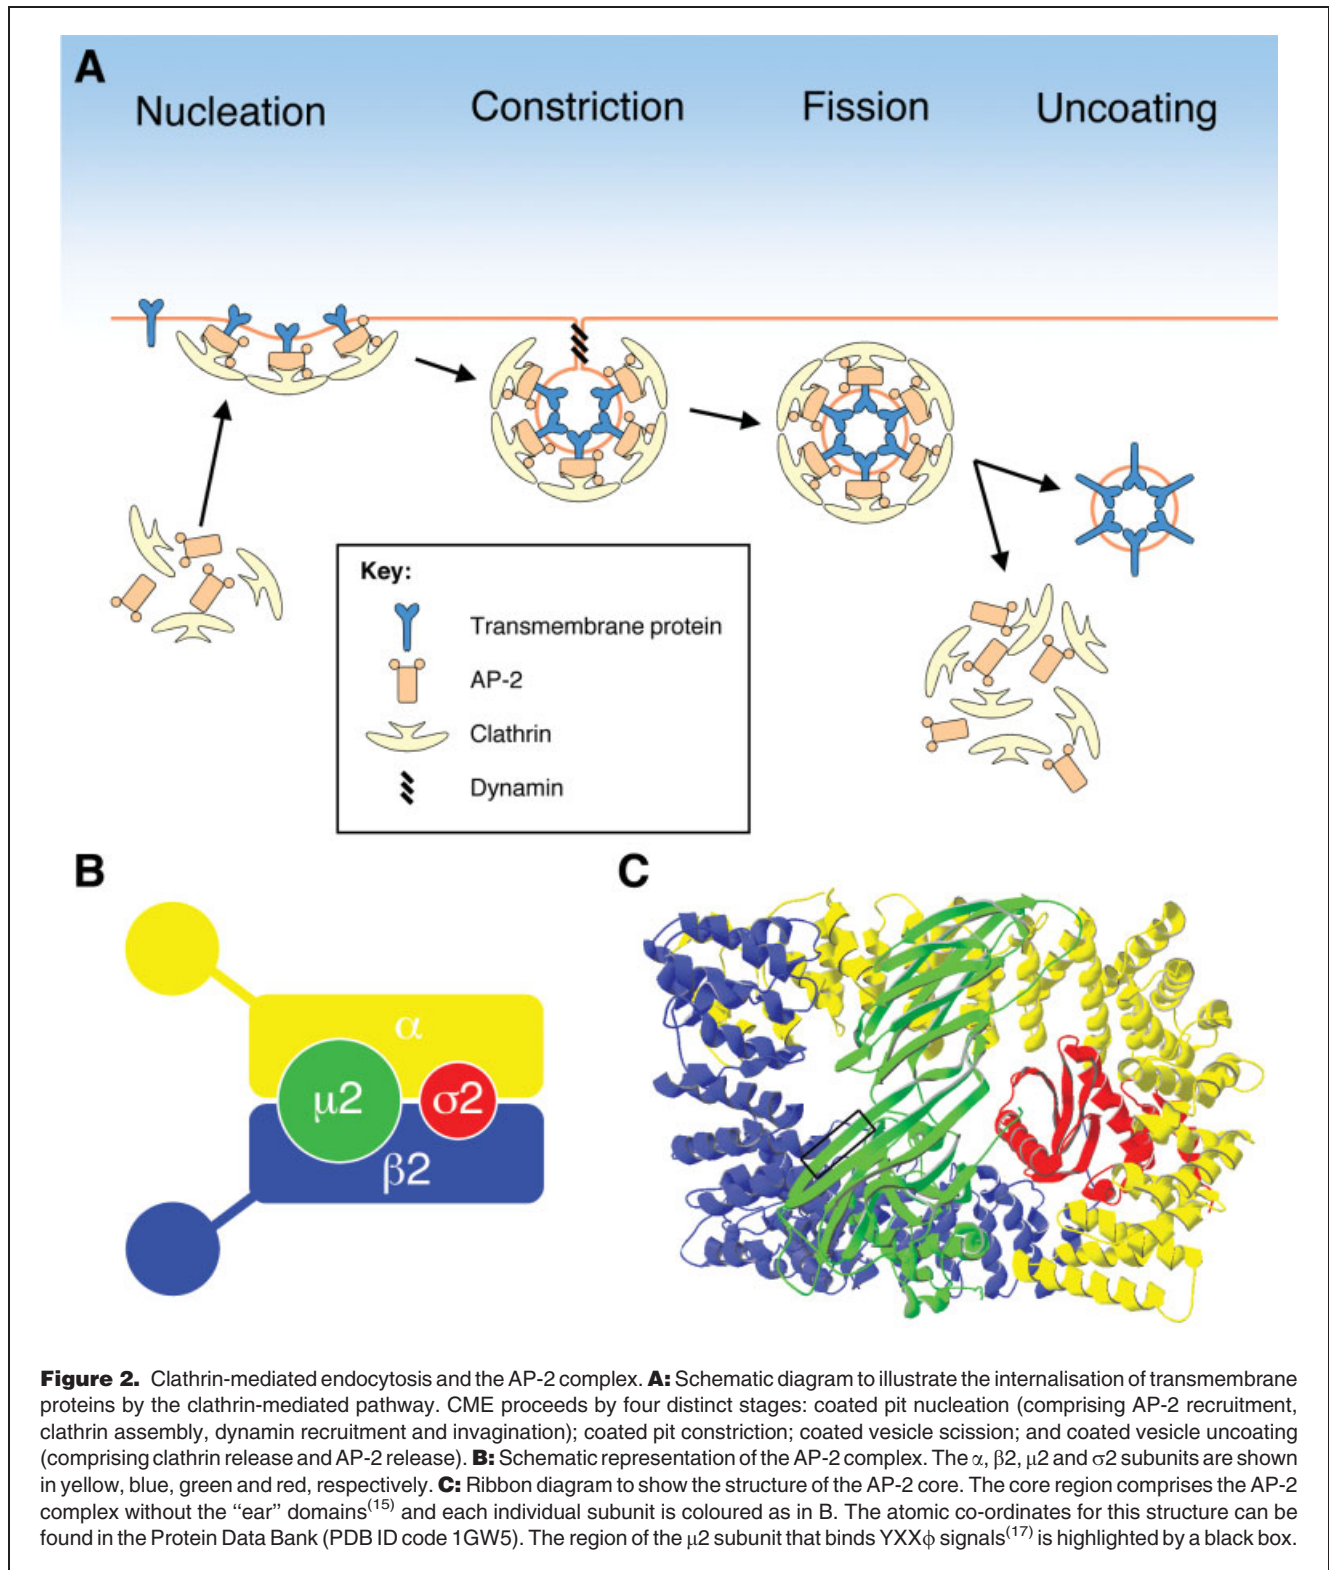 A
Nucleation
Constriction
Fission
Uncoating
Key:
Transmembrane protein
AP-2
Clathrin
Dynamin
B
α
μ2
σ2
β2
C
Figure 2. Clathrin-mediated endocytosis and the AP-2 complex. A: Schematic diagram to illustrate the internalisation of transmembrane
proteins by the clathrin-mediated pathway. CME proceeds by four distinct stages: coated pit nucleation (comprising AP-2 recruitment,
clathrin assembly, dynamin recruitment and invagination); coated pit constriction; coated vesicle scission; and coated vesicle uncoating
(comprising clathrin release and AP-2 release). B: Schematic representation of the AP-2 complex. The α, β2, μ2 and σ2 subunits are shown
in yellow, blue, green and red, respectively. C: Ribbon diagram to show the structure of the AP-2 core. The core region comprises the AP-2
complex without the “ear” domains(15) and each individual subunit is coloured as in B. The atomic co-ordinates for this structure can be
found in the Protein Data Bank (PDB ID code 1GW5). The region of the μ2 subunit that binds YXXϕ signals(17) is highlighted by a black box.